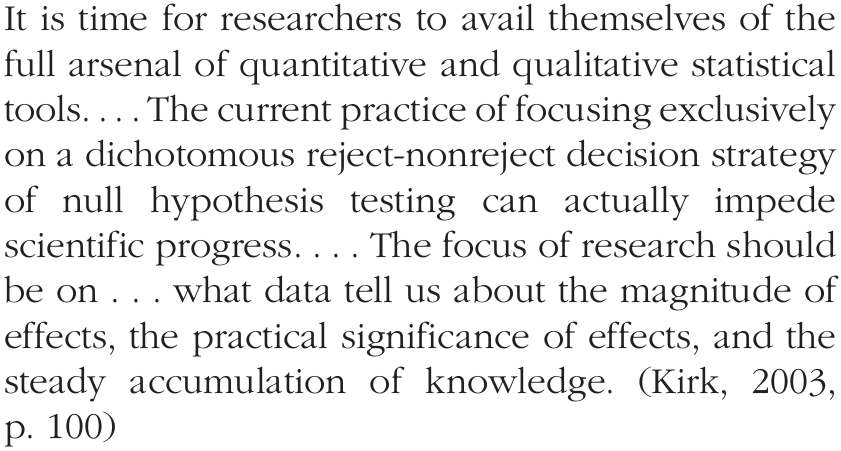 It is time for researchers to avail themselves of the
full arsenal of quantitative and qualitative statistical
tools. . . . The current practice of focusing exclusively
on a dichotomous reject-nonreject decision strategy
of null hypothesis testing can actually impede
scientific progress. . . . The focus of research should
be on . . . what data tell us about the magnitude of
effects, the practical significance of effects, and the
steady accumulation of knowledge. (Kirk, 2003,
p. 100)